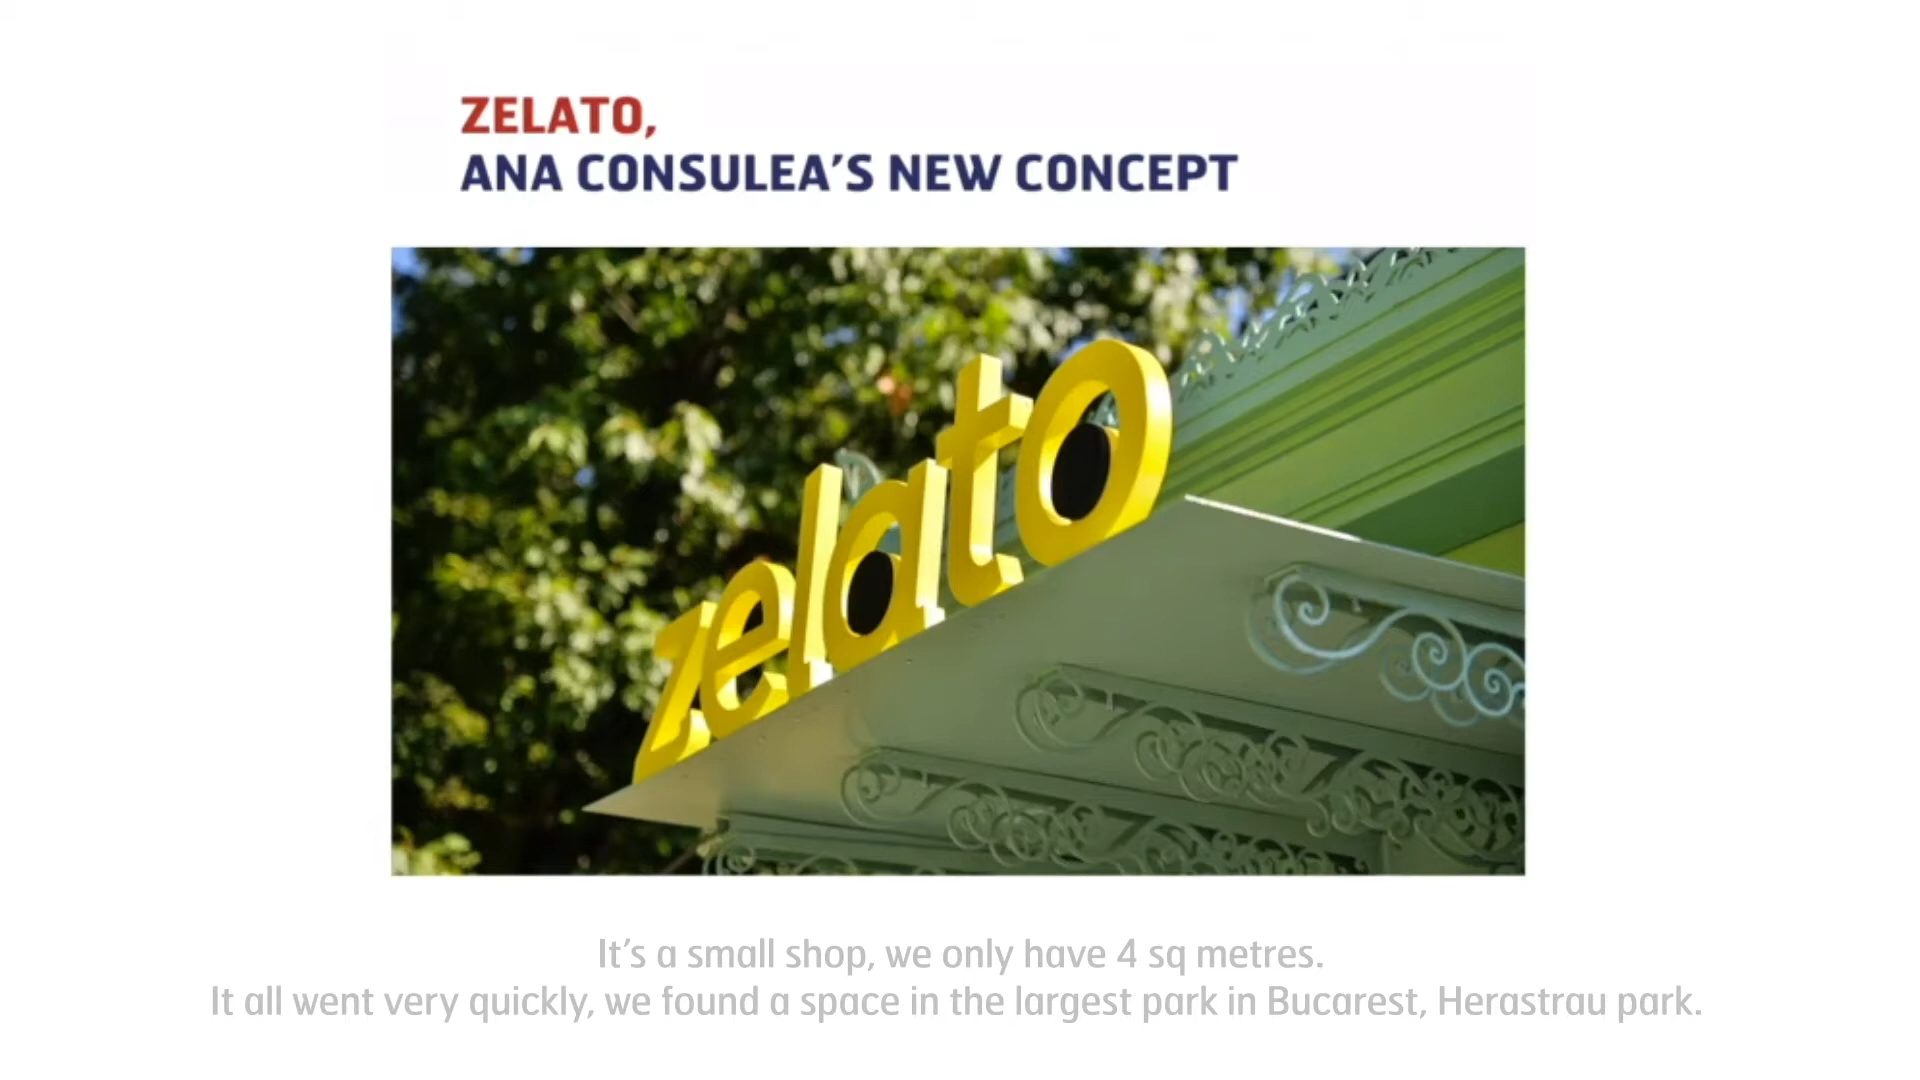 ZELATO,
ANA CONSULEA'S NEW CONCEPT
zelato
It's a small shop, we only have 4 sq metres.
It all went very quickly, we found a space in the largest park in Bucarest, Herastrau park.